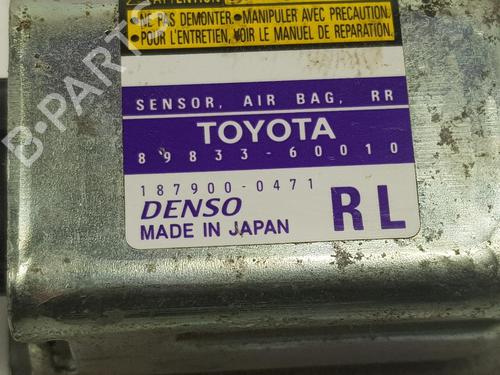 •NE PAS DEMONTER.•MANIPULER AVEC PRECAUTION.
•POUR L'ENTRETIEN, VOIR LE MANUEL DE REPARATION.
SENSOR, AIR BAG, RR
TOYOTA
89833-60010
187900-0471
DENSO
MADE IN JAPAN
RL
B-PARTS